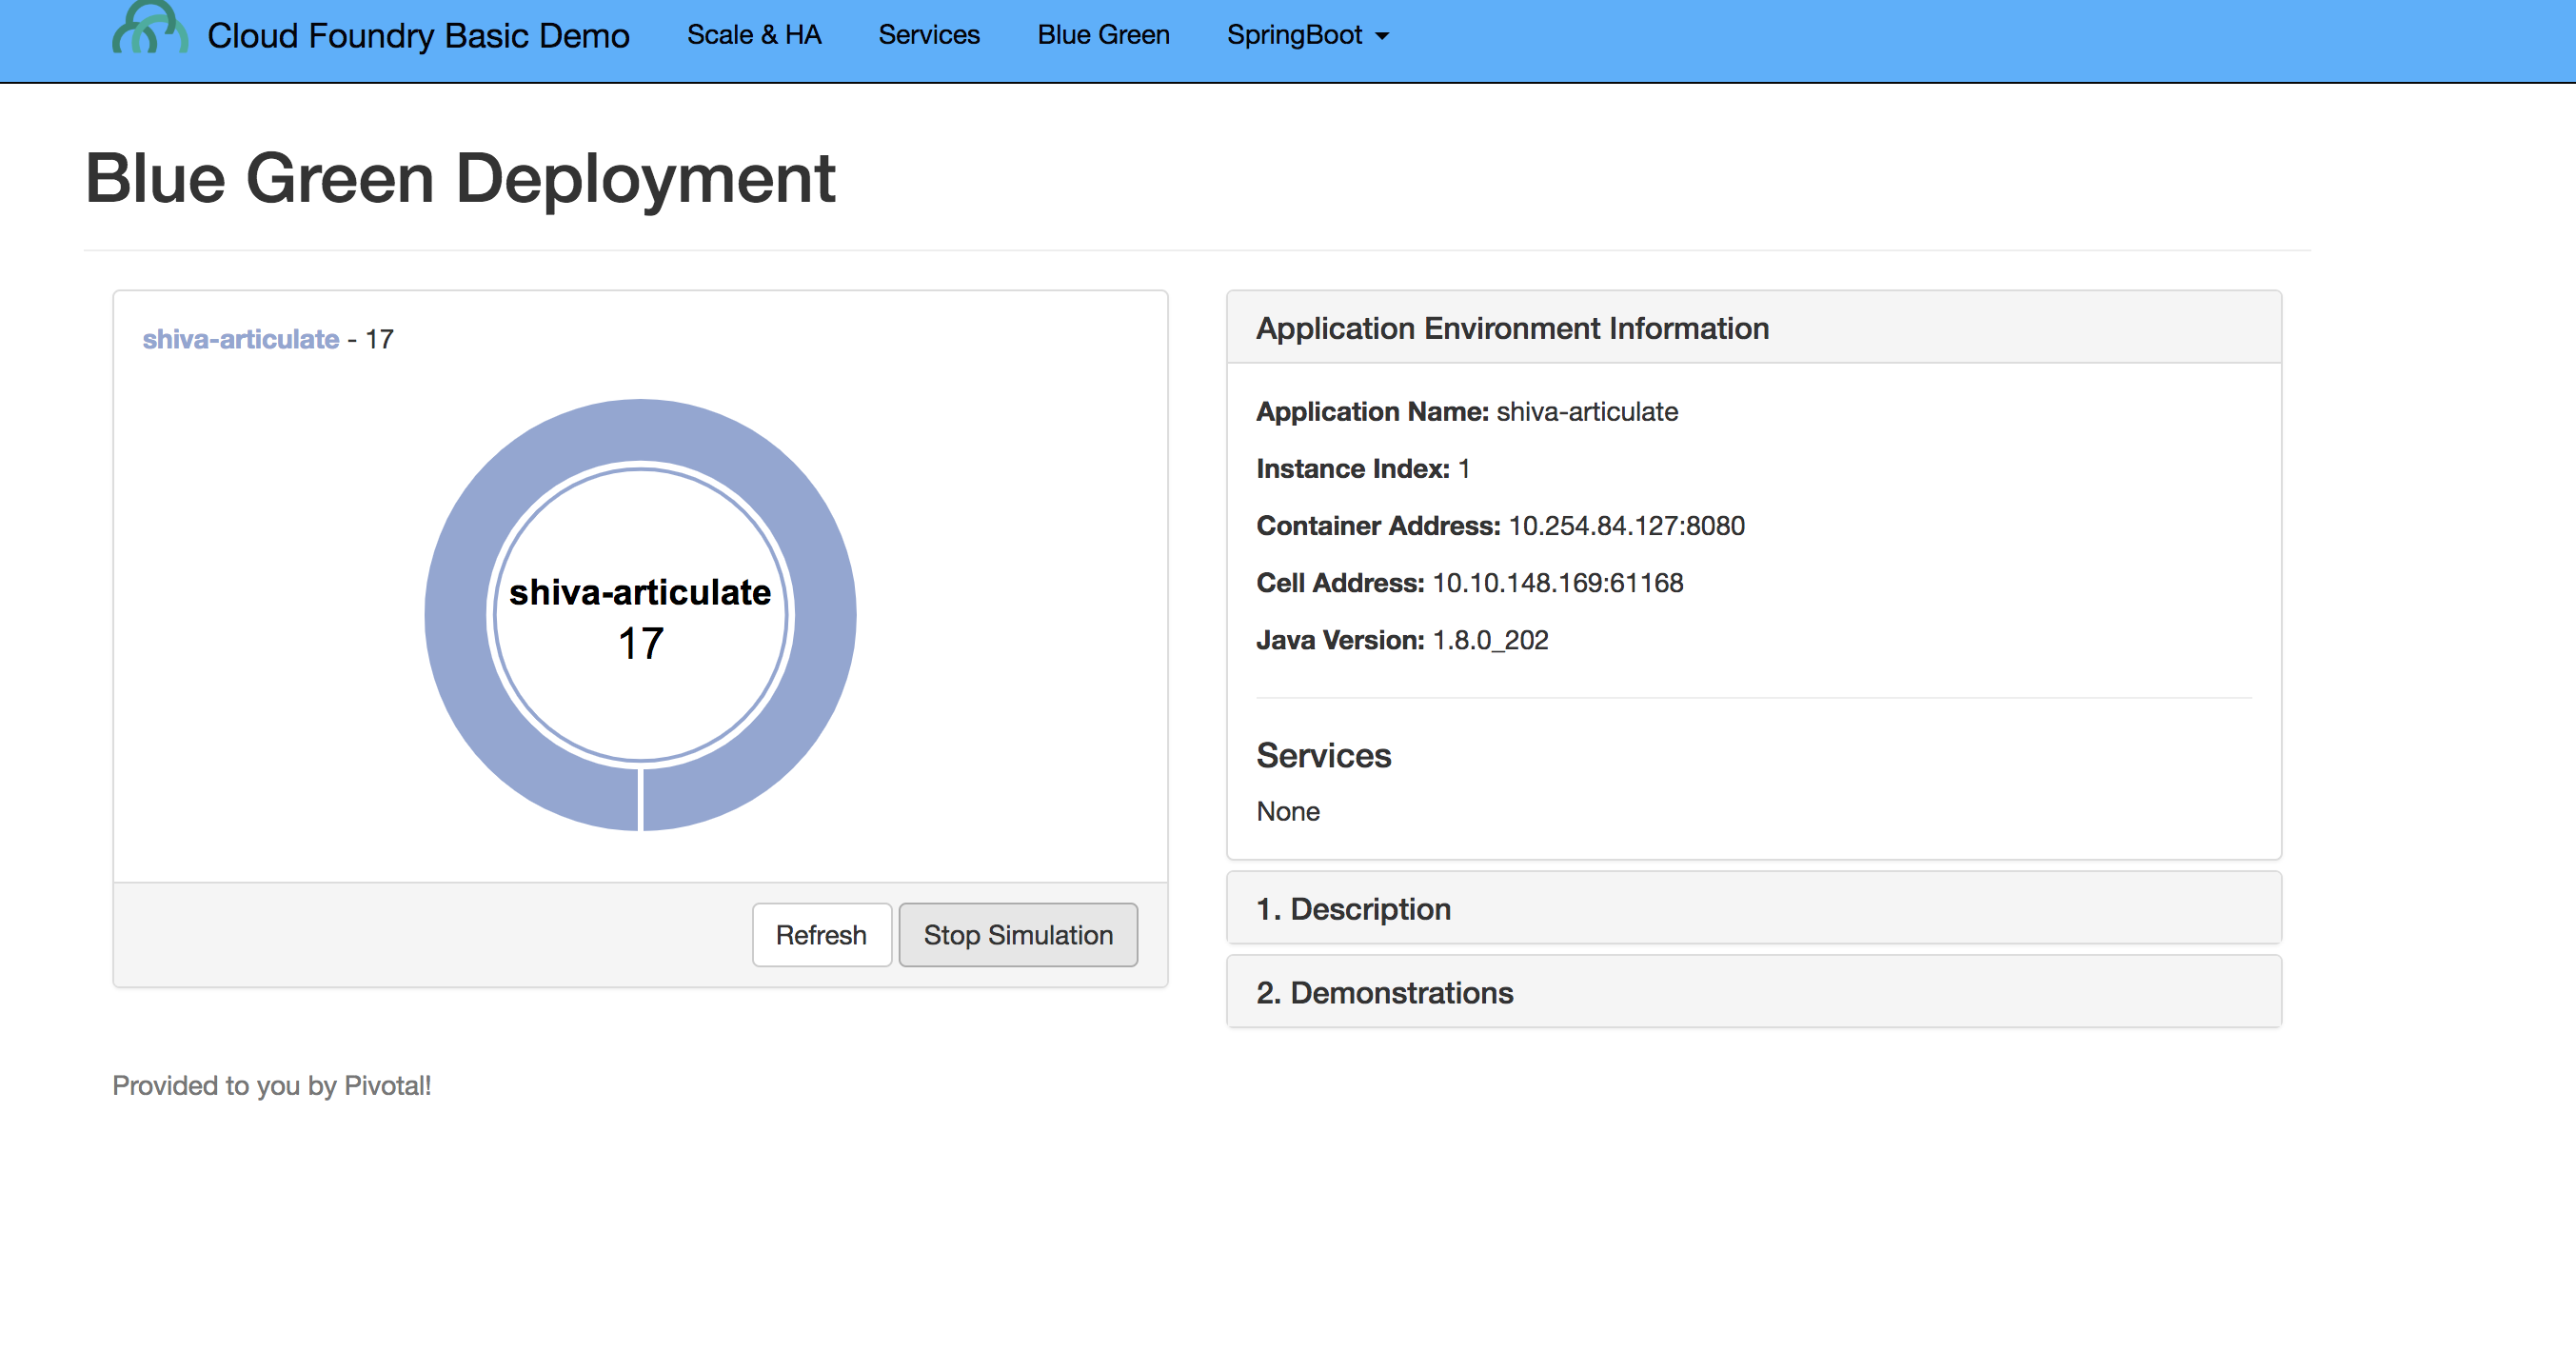 Cloud Foundry Basic Demo Scale & HA Services Blue Green SpringBoot
Blue Green Deployment
shiva-articulate - 17
shiva-articulate
17
Refresh Stop Simulation
Application Environment Information
Application Name: shiva-articulate
Instance Index: 1
Container Address: 10.254.84.127:8080
Cell Address: 10.10.148.169:61168
Java Version: 1.8.0_202
Services
None
1. Description
2. Demonstrations
Provided to you by Pivotal!